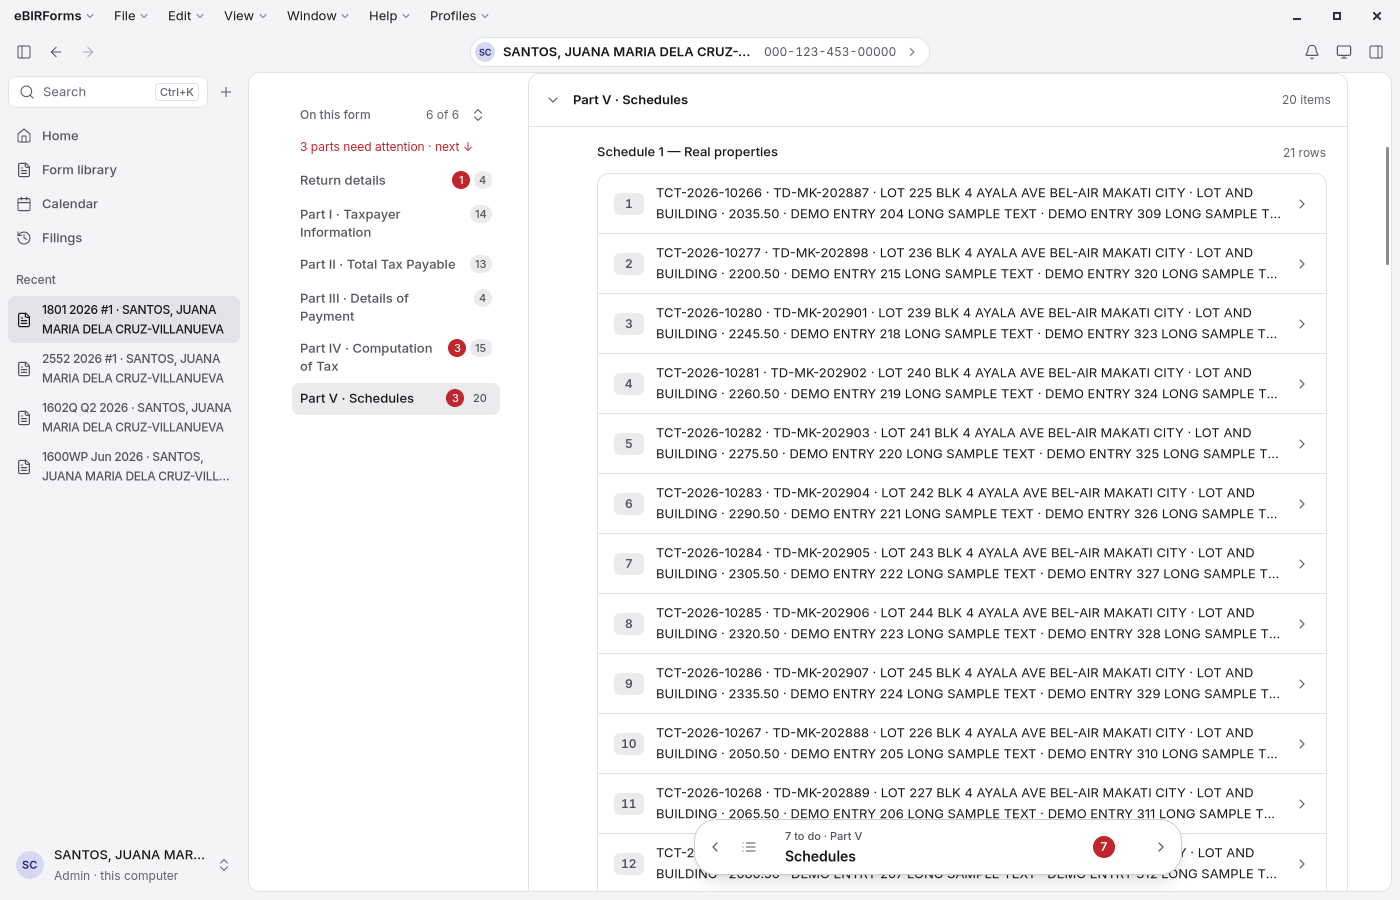 eBIRForms File Edit View Window Help Profiles
SC SANTOS, JUANA MARIA DELA CRUZ-... 000-123-453-00000
Search Ctrl+K
Home
Form library
Calendar
Filings
Recent
1801 2026 #1 · SANTOS, JUANA
MARIA DELA CRUZ-VILLANUEVA
2552 2026 #1 · SANTOS, JUANA
MARIA DELA CRUZ-VILLANUEVA
1602Q Q2 2026 · SANTOS, JUANA
MARIA DELA CRUZ-VILLANUEVA
1600WP Jun 2026 · SANTOS,
JUANA MARIA DELA CRUZ-VILL...
SC SANTOS, JUANA MAR...
Admin · this computer
On this form 6 of 6
3 parts need attention · next ↓
Return details 1 4
Part I · Taxpayer 14
Information
Part II · Total Tax Payable 13
Part III · Details of 4
Payment
Part IV · Computation 3 15
of Tax
Part V · Schedules 3 20
Part V · Schedules 20 items
Schedule 1 — Real properties 21 rows
1 TCT-2026-10266 · TD-MK-202887 · LOT 225 BLK 4 AYALA AVE BEL-AIR MAKATI CITY · LOT AND
BUILDING · 2035.50 · DEMO ENTRY 204 LONG SAMPLE TEXT · DEMO ENTRY 309 LONG SAMPLE T...
2 TCT-2026-10277 · TD-MK-202898 · LOT 236 BLK 4 AYALA AVE BEL-AIR MAKATI CITY · LOT AND
BUILDING · 2200.50 · DEMO ENTRY 215 LONG SAMPLE TEXT · DEMO ENTRY 320 LONG SAMPLE T...
3 TCT-2026-10280 · TD-MK-202901 · LOT 239 BLK 4 AYALA AVE BEL-AIR MAKATI CITY · LOT AND
BUILDING · 2245.50 · DEMO ENTRY 218 LONG SAMPLE TEXT · DEMO ENTRY 323 LONG SAMPLE T...
4 TCT-2026-10281 · TD-MK-202902 · LOT 240 BLK 4 AYALA AVE BEL-AIR MAKATI CITY · LOT AND
BUILDING · 2260.50 · DEMO ENTRY 219 LONG SAMPLE TEXT · DEMO ENTRY 324 LONG SAMPLE T...
5 TCT-2026-10282 · TD-MK-202903 · LOT 241 BLK 4 AYALA AVE BEL-AIR MAKATI CITY · LOT AND
BUILDING · 2275.50 · DEMO ENTRY 220 LONG SAMPLE TEXT · DEMO ENTRY 325 LONG SAMPLE T...
6 TCT-2026-10283 · TD-MK-202904 · LOT 242 BLK 4 AYALA AVE BEL-AIR MAKATI CITY · LOT AND
BUILDING · 2290.50 · DEMO ENTRY 221 LONG SAMPLE TEXT · DEMO ENTRY 326 LONG SAMPLE T...
7 TCT-2026-10284 · TD-MK-202905 · LOT 243 BLK 4 AYALA AVE BEL-AIR MAKATI CITY · LOT AND
BUILDING · 2305.50 · DEMO ENTRY 222 LONG SAMPLE TEXT · DEMO ENTRY 327 LONG SAMPLE T...
8 TCT-2026-10285 · TD-MK-202906 · LOT 244 BLK 4 AYALA AVE BEL-AIR MAKATI CITY · LOT AND
BUILDING · 2320.50 · DEMO ENTRY 223 LONG SAMPLE TEXT · DEMO ENTRY 328 LONG SAMPLE T...
9 TCT-2026-10286 · TD-MK-202907 · LOT 245 BLK 4 AYALA AVE BEL-AIR MAKATI CITY · LOT AND
BUILDING · 2335.50 · DEMO ENTRY 224 LONG SAMPLE TEXT · DEMO ENTRY 329 LONG SAMPLE T...
10 TCT-2026-10267 · TD-MK-202888 · LOT 226 BLK 4 AYALA AVE BEL-AIR MAKATI CITY · LOT AND
BUILDING · 2050.50 · DEMO ENTRY 205 LONG SAMPLE TEXT · DEMO ENTRY 310 LONG SAMPLE T...
11 TCT-2026-10268 · TD-MK-202889 · LOT 227 BLK 4 AYALA AVE BEL-AIR MAKATI CITY · LOT AND
BUILDING · 2065.50 · DEMO ENTRY 206 LONG SAMPLE TEXT · DEMO ENTRY 311 LONG SAMPLE T...
12 TCT-2 Y · LOT AND
7 to do · Part V
Schedules 7